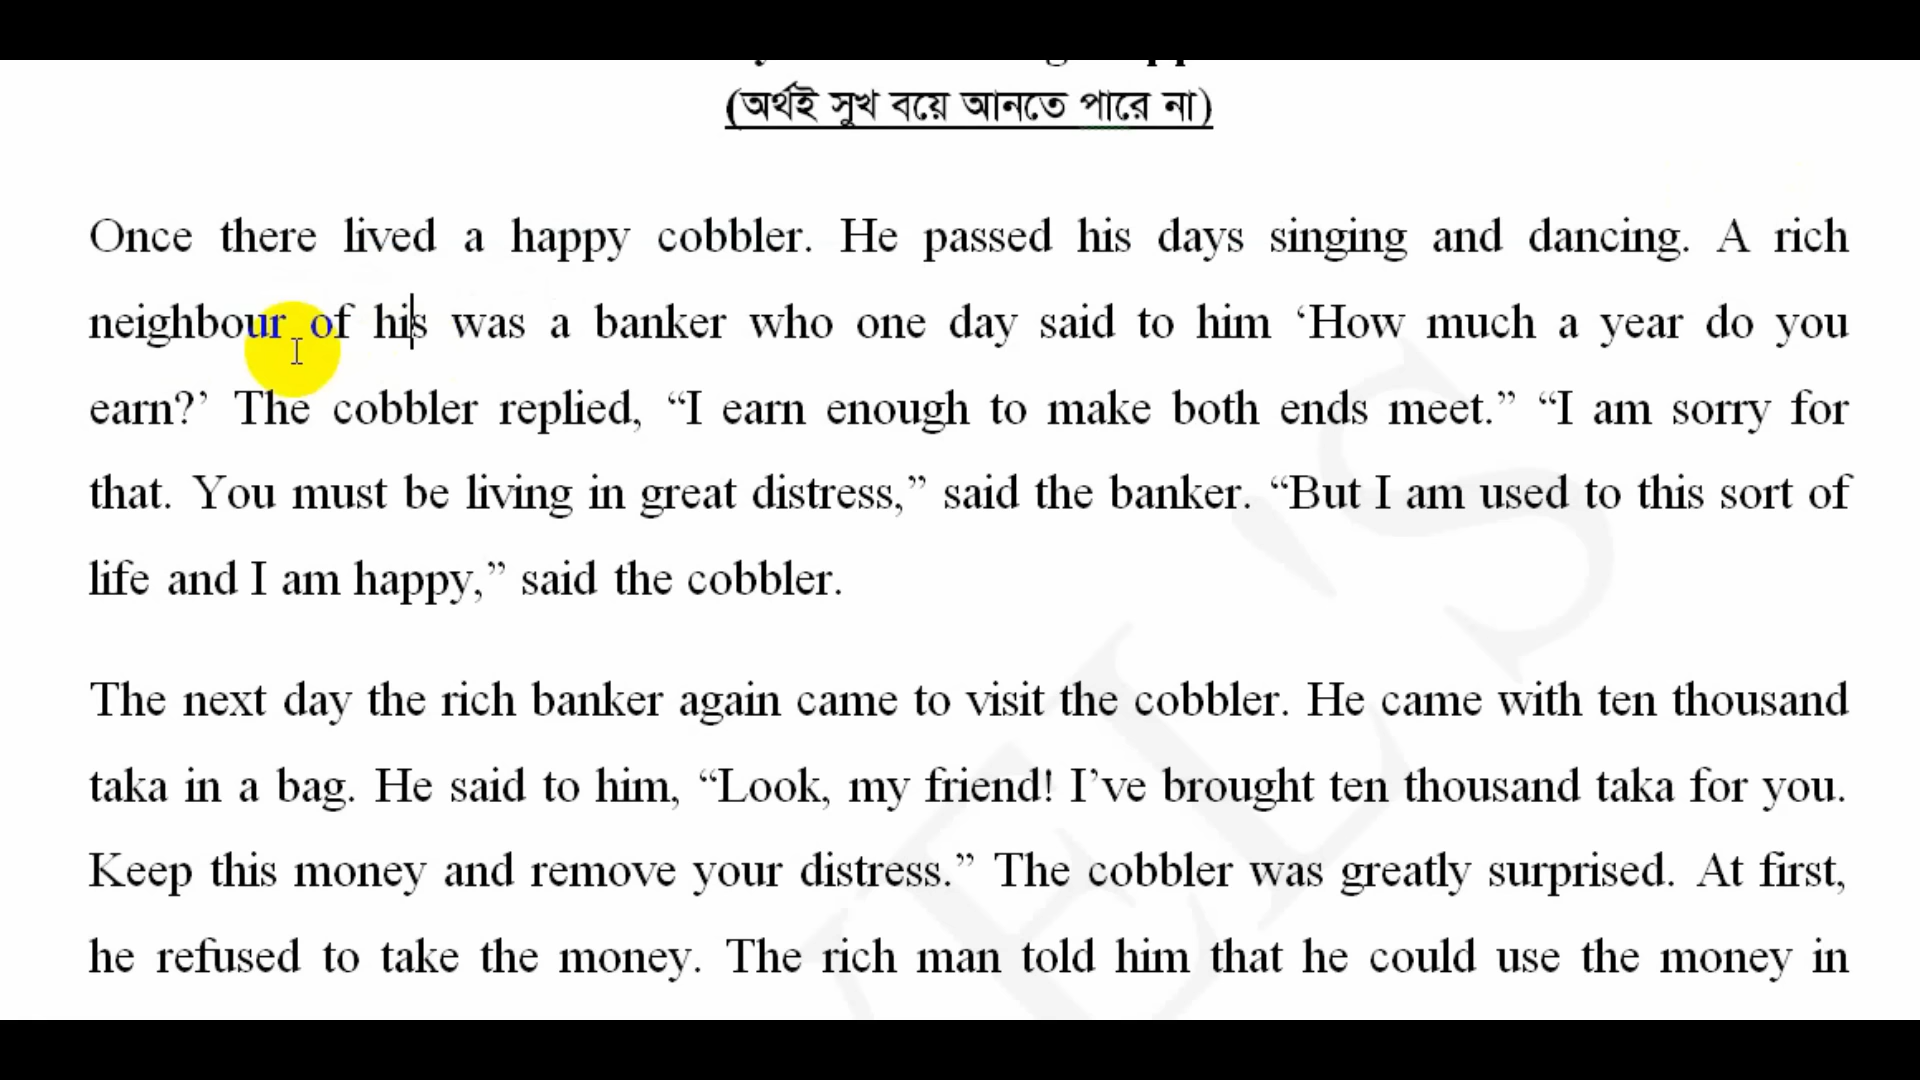 (অর্থই সুখ বয়ে আনতে পারে না)
Once there lived a happy cobbler. He passed his days singing and dancing. A rich
neighbour of his was a banker who one day said to him ‘How much a year do you
earn?’ The cobbler replied, “I earn enough to make both ends meet.” “I am sorry for
that. You must be living in great distress,” said the banker. “But I am used to this sort of
life and I am happy,” said the cobbler.
The next day the rich banker again came to visit the cobbler. He came with ten thousand
taka in a bag. He said to him, “Look, my friend! I’ve brought ten thousand taka for you.
Keep this money and remove your distress.” The cobbler was greatly surprised. At first,
he refused to take the money. The rich man told him that he could use the money in